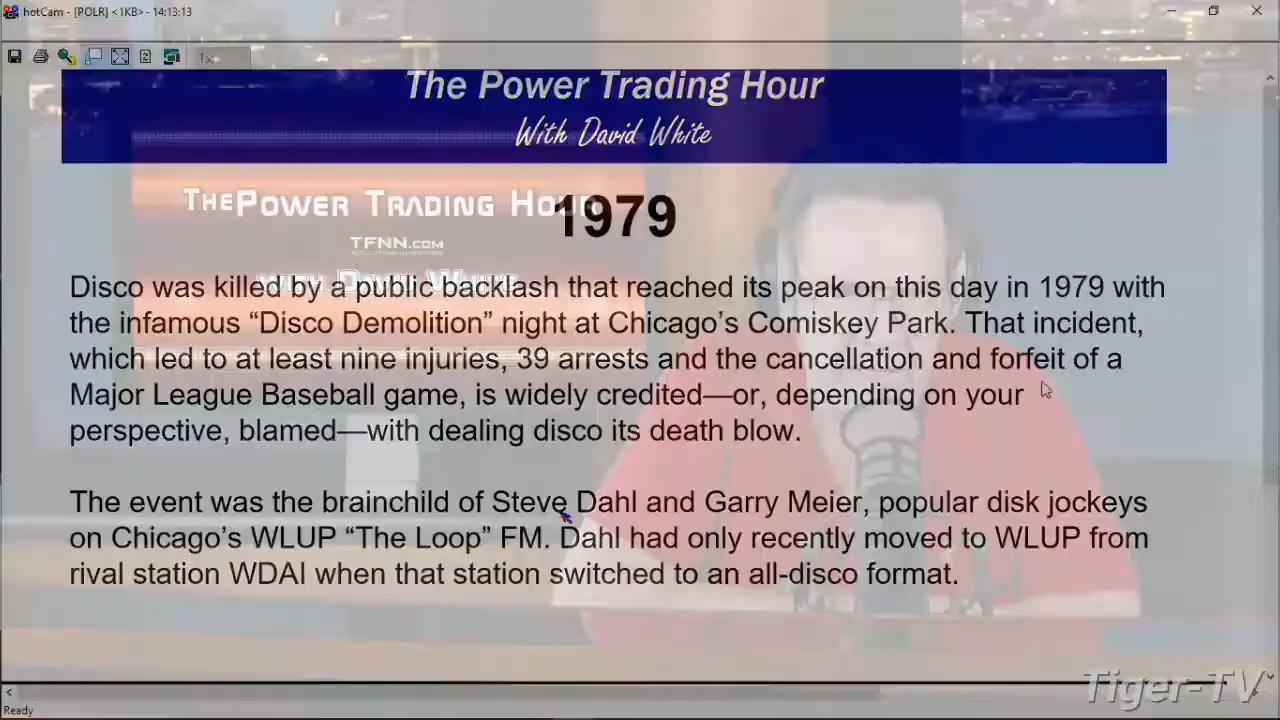 hotCam - [POLR] <1KB> - 14:13:13
1x
The Power Trading Hour
With David White
THE POWER TRADING HOUR
1979
TFNN.COM
WITH DAVID WHITE
Disco was killed by a public backlash that reached its peak on this day in 1979 with
the infamous “Disco Demolition” night at Chicago’s Comiskey Park. That incident,
which led to at least nine injuries, 39 arrests and the cancellation and forfeit of a
Major League Baseball game, is widely credited—or, depending on your
perspective, blamed—with dealing disco its death blow.
The event was the brainchild of Steve Dahl and Garry Meier, popular disk jockeys
on Chicago’s WLUP “The Loop” FM. Dahl had only recently moved to WLUP from
rival station WDAI when that station switched to an all-disco format.
Tiger-TV
Ready